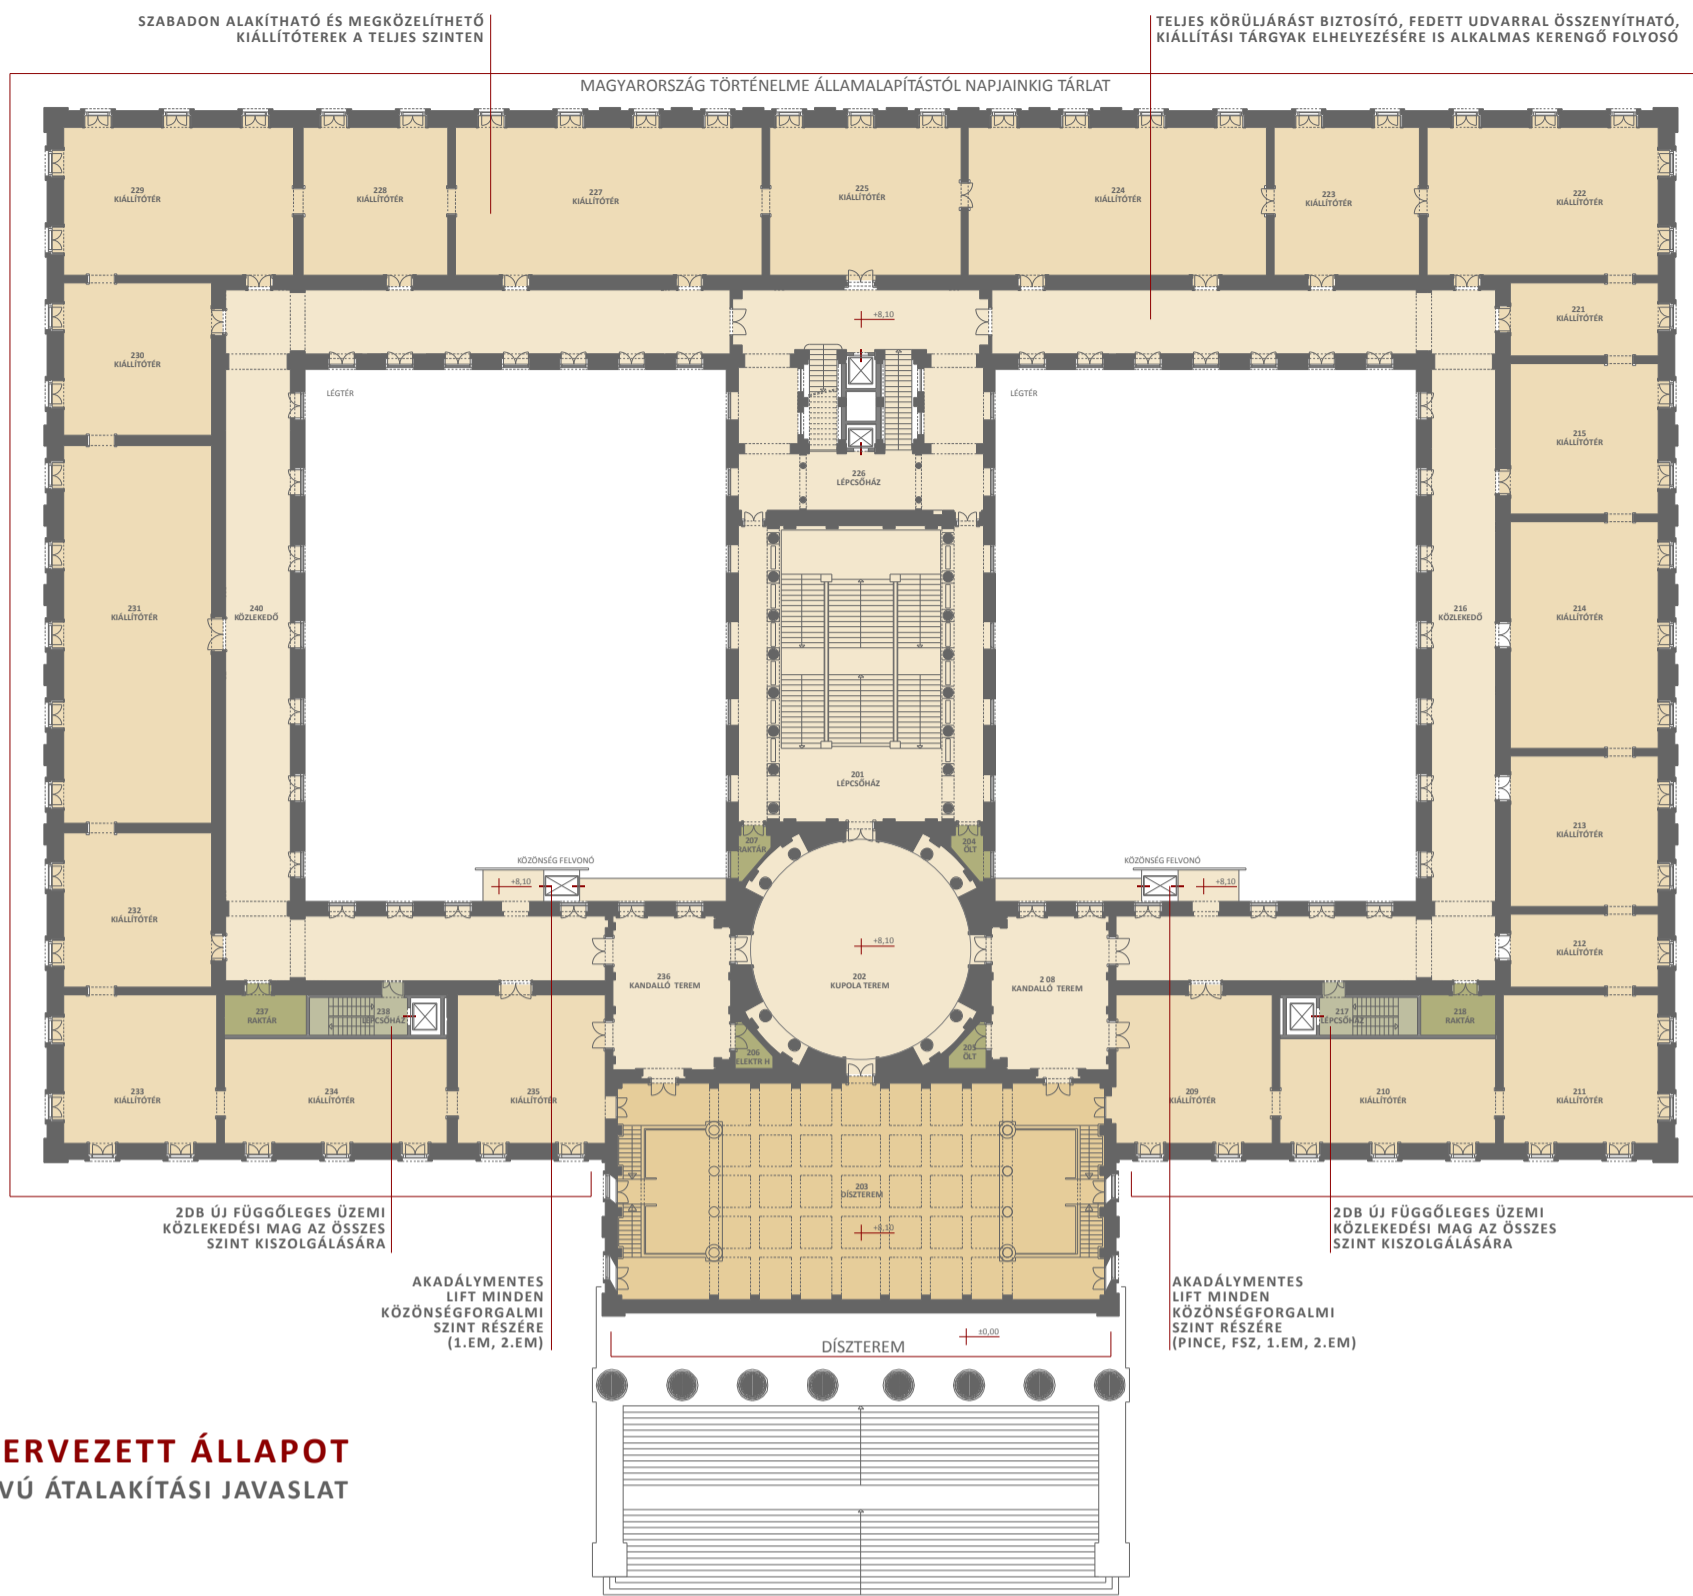 SZABADON ALAKÍTHATÓ ÉS MEGKÖZELÍTHETŐ
KIÁLLÍTÓTEREK A TELJES SZINTEN
TELJES KÖRÜLJÁRÁST BIZTOSÍTÓ, FEDETT UDVARRAL ÖSSZENYÍTHATÓ,
KIÁLLÍTÁSI TÁRGYAK ELHELYEZÉSÉRE IS ALKALMAS KERENGŐ FOLYOSÓ
MAGYARORSZÁG TÖRTÉNELME ÁLLAMALAPÍTÁSTÓL NAPJAINKIG TÁRLAT
229
KIÁLLÍTÓTÉR
228
KIÁLLÍTÓTÉR
227
KIÁLLÍTÓTÉR
225
KIÁLLÍTÓTÉR
224
KIÁLLÍTÓTÉR
223
KIÁLLÍTÓTÉR
222
KIÁLLÍTÓTÉR
230
KIÁLLÍTÓTÉR
+8,10
221
KIÁLLÍTÓTÉR
LÉGTÉR
LÉGTÉR
215
KIÁLLÍTÓTÉR
226
LÉPCSŐHÁZ
231
KIÁLLÍTÓTÉR
240
KÖZLEKEDŐ
216
KÖZLEKEDŐ
214
KIÁLLÍTÓTÉR
201
LÉPCSŐHÁZ
213
KIÁLLÍTÓTÉR
207
RAKTÁR
204
ÖLT
KÖZÖNSÉG FELVONÓ
+8,10
KÖZÖNSÉG FELVONÓ
+8,10
232
KIÁLLÍTÓTÉR
+8,10
212
KIÁLLÍTÓTÉR
236
KANDALLÓ TEREM
202
KUPOLA TEREM
2 08
KANDALLÓ TEREM
237
RAKTÁR
238
LÉPCSŐHÁZ
217
LÉPCSŐHÁZ
218
RAKTÁR
206
ELEKTR H
205
ÖLT
233
KIÁLLÍTÓTÉR
234
KIÁLLÍTÓTÉR
235
KIÁLLÍTÓTÉR
209
KIÁLLÍTÓTÉR
210
KIÁLLÍTÓTÉR
211
KIÁLLÍTÓTÉR
203
DÍSZTEREM
+8,10
2DB ÚJ FÜGGŐLEGES ÜZEMI
KÖZLEKEDÉSI MAG AZ ÖSSZES
SZINT KISZOLGÁLÁSÁRA
2DB ÚJ FÜGGŐLEGES ÜZEMI
KÖZLEKEDÉSI MAG AZ ÖSSZES
SZINT KISZOLGÁLÁSÁRA
AKADÁLYMENTES
LIFT MINDEN
KÖZÖNSÉGFORGALMI
SZINT RÉSZÉRE
(1.EM, 2.EM)
AKADÁLYMENTES
LIFT MINDEN
KÖZÖNSÉGFORGALMI
SZINT RÉSZÉRE
(PINCE, FSZ, 1.EM, 2.EM)
±0,00
DÍSZTEREM
ERVEZETT ÁLLAPOT
VÚ ÁTALAKÍTÁSI JAVASLAT